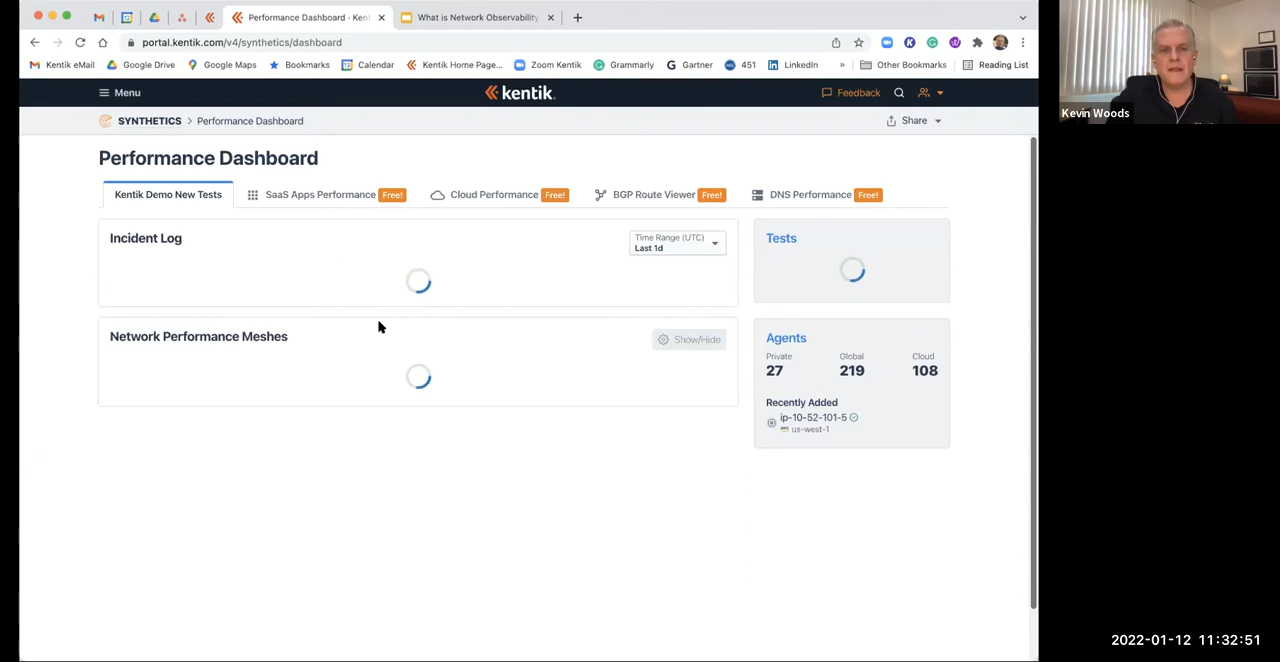 Performance Dashboard · Kent
What is Network Observability
portal.kentik.com/v4/synthetics/dashboard
Kentik eMail
Google Drive
Google Maps
Bookmarks
Calendar
Kentik Home Page...
Zoom Kentik
Grammarly
Gartner
451
LinkedIn
»
Other Bookmarks
Reading List
Menu
kentik.
Feedback
SYNTHETICS > Performance Dashboard
Share
Performance Dashboard
Kentik Demo New Tests
SaaS Apps Performance Free!
Cloud Performance Free!
BGP Route Viewer Free!
DNS Performance Free!
Incident Log
Time Range (UTC)
Last 1d
Tests
Network Performance Meshes
Show/Hide
Agents
Private
Global
Cloud
27
219
108
Recently Added
ip-10-52-101-5
us-west-1
Kevin Woods
2022-01-12 11:32:51